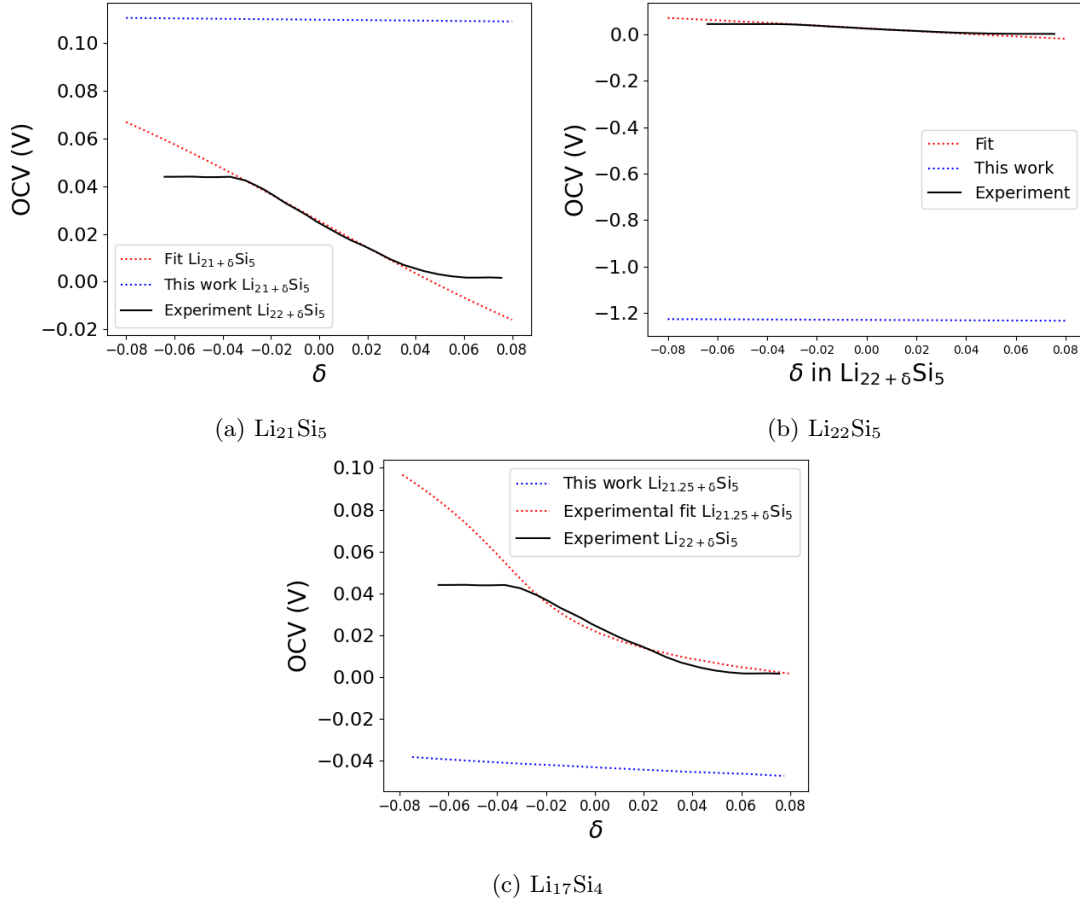 0.10
0.08
0.06
0.04
0.02
0.00
−0.02
OCV (V)
Fit Li₂₁₊δSi₅
This work Li₂₁₊δSi₅
Experiment Li₂₂₊δSi₅
−0.08 −0.06 −0.04 −0.02 0.00 0.02 0.04 0.06 0.08
δ
(a) Li₂₁Si₅
0.0
−0.2
−0.4
−0.6
−0.8
−1.0
−1.2
OCV (V)
Fit
This work
Experiment
−0.08 −0.06 −0.04 −0.02 0.00 0.02 0.04 0.06 0.08
δ in Li₂₂₊δSi₅
(b) Li₂₂Si₅
0.10
0.08
0.06
0.04
0.02
0.00
−0.02
−0.04
OCV (V)
This work Li₂₁.₂₅₊δSi₅
Experimental fit Li₂₁.₂₅₊δSi₅
Experiment Li₂₂₊δSi₅
−0.08 −0.06 −0.04 −0.02 0.00 0.02 0.04 0.06 0.08
δ
(c) Li₁₇Si₄